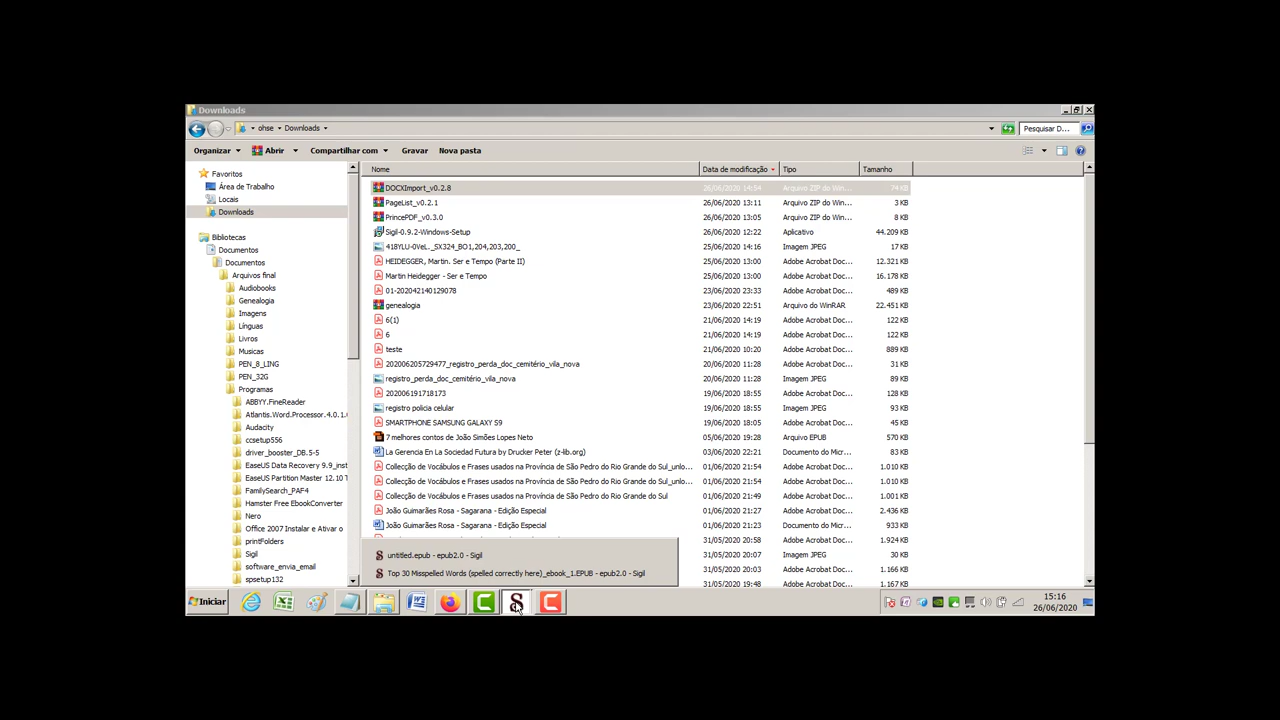 Downloads
ohse Downloads Pesquisar D...
Organizar Abrir Compartilhar com Gravar Nova pasta
Favoritos
Área de Trabalho
Locais
Downloads
Bibliotecas
Documentos
Documentos
Arquivos final
Audiobooks
Genealogia
Imagens
Línguas
Livros
Musicas
PEN_8_LING
PEN_32G
Programas
ABBYY.FineReader
Atlantis.Word.Processor.4.0.1.
Audacity
ccsetup556
driver_booster_DB.5-5
EaseUS Data Recovery 9.9_inst
EaseUS Partition Master 12.10 T
FamilySearch_PAF4
Hamster Free EbookConverter
Nero
Office 2007 Instalar e Ativar o
printFolders
Sigil
software_envia_email
spsetup132
Nome Data de modificação Tipo Tamanho
DOCXImport_v0.2.8 26/06/2020 14:54 Arquivo ZIP do Win... 74 KB
PageList_v0.2.1 26/06/2020 13:11 Arquivo ZIP do Win... 3 KB
PrincePDF_v0.3.0 26/06/2020 13:05 Arquivo ZIP do Win... 8 KB
Sigil-0.9.2-Windows-Setup 26/06/2020 12:22 Aplicativo 44.209 KB
418YLU-0VeL._SX324_BO1,204,203,200_ 25/06/2020 14:16 Imagem JPEG 17 KB
HEIDEGGER, Martin. Ser e Tempo (Parte II) 25/06/2020 13:00 Adobe Acrobat Doc... 12.321 KB
Martin Heidegger - Ser e Tempo 25/06/2020 13:00 Adobe Acrobat Doc... 16.178 KB
01-202042140129078 23/06/2020 23:33 Adobe Acrobat Doc... 489 KB
genealogia 23/06/2020 22:51 Arquivo do WinRAR 22.451 KB
6(1) 21/06/2020 14:19 Adobe Acrobat Doc... 122 KB
6 21/06/2020 14:19 Adobe Acrobat Doc... 122 KB
teste 21/06/2020 10:20 Adobe Acrobat Doc... 889 KB
202006205729477_registro_perda_doc_cemitério_vila_nova 20/06/2020 11:28 Adobe Acrobat Doc... 31 KB
registro_perda_doc_cemitério_vila_nova 20/06/2020 11:28 Imagem JPEG 89 KB
202006191718173 19/06/2020 18:55 Adobe Acrobat Doc... 128 KB
registro policia celular 19/06/2020 18:55 Imagem JPEG 93 KB
SMARTPHONE SAMSUNG GALAXY S9 19/06/2020 18:05 Adobe Acrobat Doc... 45 KB
7 melhores contos de João Simões Lopes Neto 05/06/2020 19:28 Arquivo EPUB 570 KB
La Gerencia En La Sociedad Futura by Drucker Peter (z-lib.org) 03/06/2020 22:21 Documento do Micr... 83 KB
Collecção de Vocábulos e Frases usados na Província de São Pedro do Rio Grande do Sul_unlo... 01/06/2020 21:54 Adobe Acrobat Doc... 1.010 KB
Collecção de Vocábulos e Frases usados na Província de São Pedro do Rio Grande do Sul_unlo... 01/06/2020 21:54 Adobe Acrobat Doc... 1.010 KB
Collecção de Vocábulos e Frases usados na Província de São Pedro do Rio Grande do Sul 01/06/2020 21:49 Adobe Acrobat Doc... 1.001 KB
João Guimarães Rosa - Sagarana - Edição Especial 01/06/2020 21:27 Adobe Acrobat Doc... 2.436 KB
João Guimarães Rosa - Sagarana - Edição Especial 01/06/2020 21:23 Documento do Micr... 933 KB
31/05/2020 20:58 Adobe Acrobat Doc... 1.924 KB
31/05/2020 20:07 Imagem JPEG 30 KB
31/05/2020 20:03 Adobe Acrobat Doc... 1.163 KB
31/05/2020 19:48 Adobe Acrobat Doc... 1.167 KB
untitled.epub - epub2.0 - Sigil
Top 30 Misspelled Words (spelled correctly here)_ebook_1.EPUB - epub2.0 - Sigil
Iniciar
15:16
26/06/2020